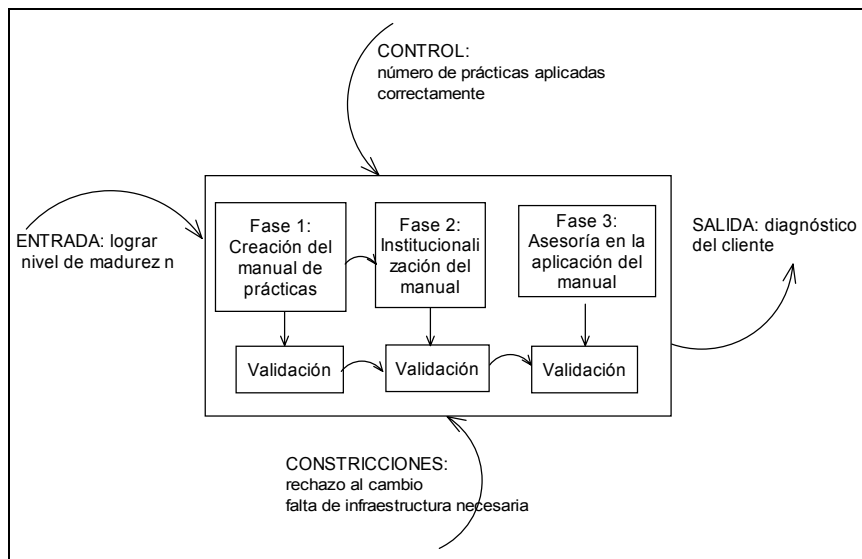 CONTROL:
número de prácticas aplicadas
correctamente
ENTRADA: lograr
nivel de madurez n
Fase 1:
Creación del
manual de
prácticas
Fase 2:
Institucionali
zación del
manual
Fase 3:
Asesoría en la
aplicación del
manual
SALIDA: diagnóstico
del cliente
Validación
Validación
Validación
CONSTRICCIONES:
rechazo al cambio
falta de infraestructura necesaria